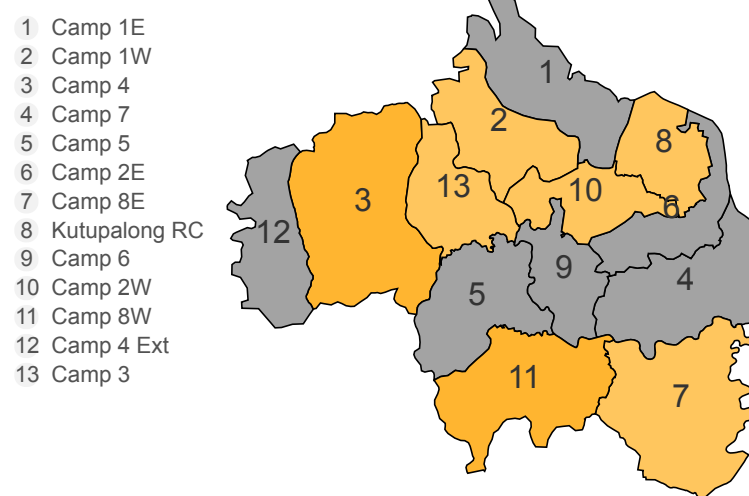 1 Camp 1E
2 Camp 1W
3 Camp 4
4 Camp 7
5 Camp 5
6 Camp 2E
7 Camp 8E
8 Kutupalong RC
9 Camp 6
10 Camp 2W
11 Camp 8W
12 Camp 4 Ext
13 Camp 3
1
2
8
13
10
3
6
12
9
4
5
11
7